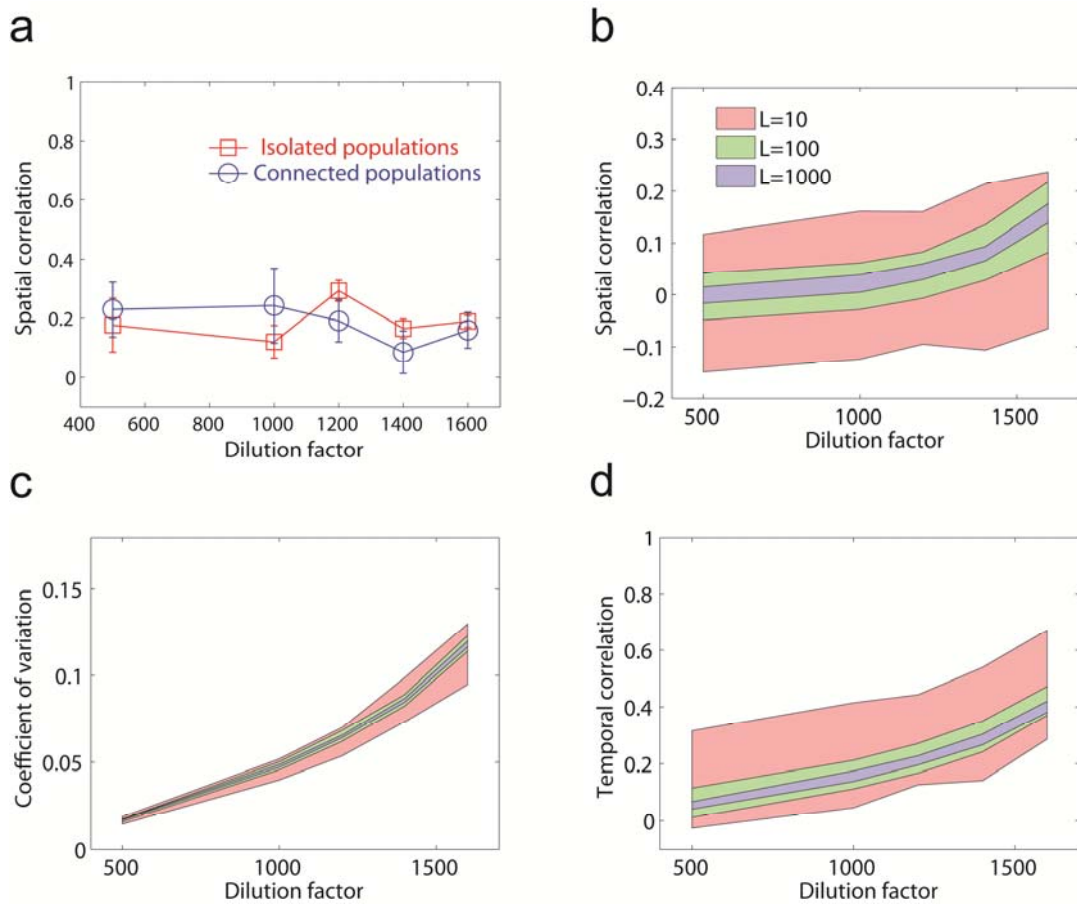 a
1
0.8
0.6
0.4
0.2
0
Spatial correlation
Isolated populations
Connected populations
400 600 800 1000 1200 1400 1600
Dilution factor
b
0.4
0.3
0.2
0.1
0
−0.1
−0.2
Spatial correlation
L=10
L=100
L=1000
500 1000 1500
Dilution factor
c
0.15
0.1
0.05
0
Coefficient of variation
500 1000 1500
Dilution factor
d
1
0.8
0.6
0.4
0.2
0
Temporal correlation
500 1000 1500
Dilution factor